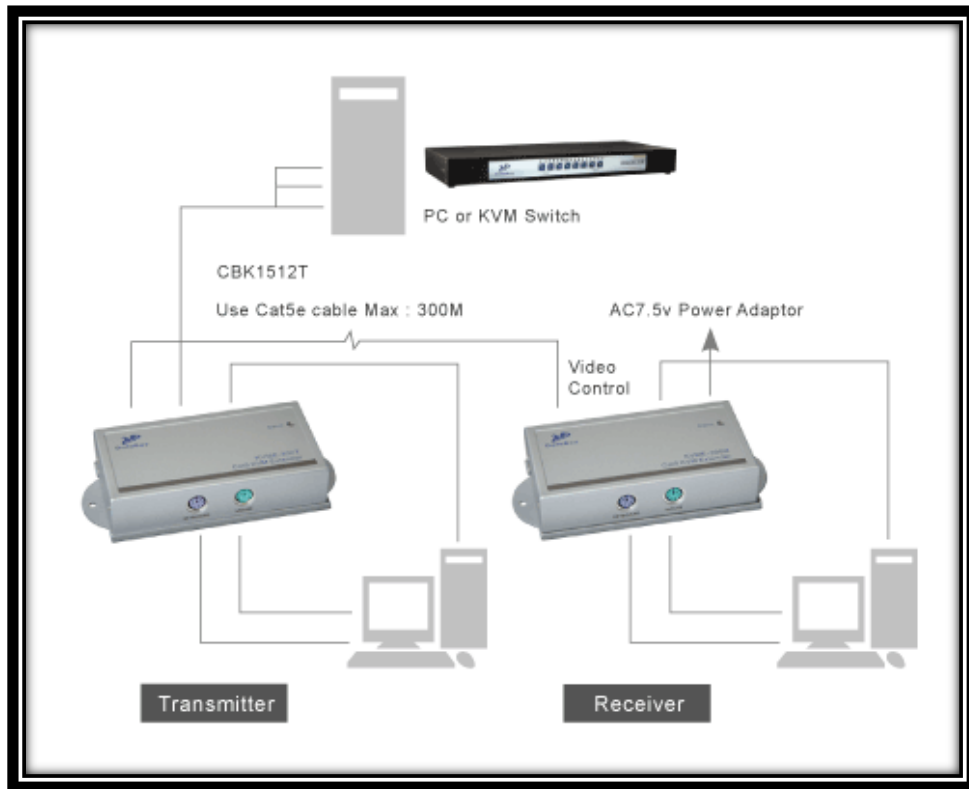 PC or KVM Switch
CBK1512T
Use Cat5e cable Max : 300M
AC7.5v Power Adaptor
Video
Control
Transmitter
Receiver